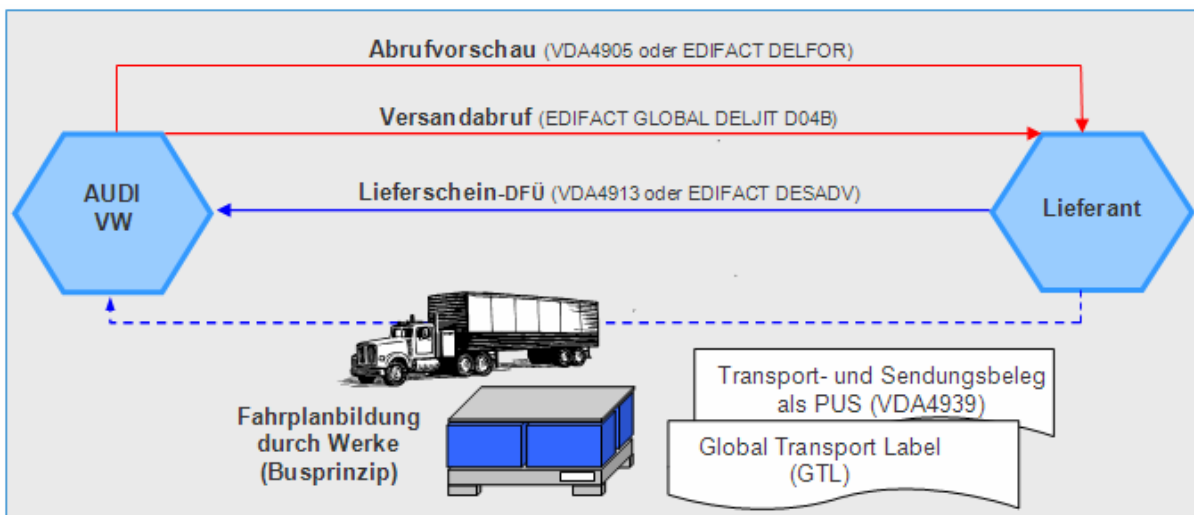 Abrufvorschau (VDA4905 oder EDIFACT DELFOR)
Versandabruf (EDIFACT GLOBAL DELJIT D04B)
Lieferschein-DFÜ (VDA4913 oder EDIFACT DESADV)
AUDI
VW
Lieferant
Fahrplanbildung
durch Werke
(Busprinzip)
Transport- und Sendungsbeleg
als PUS (VDA4939)
Global Transport Label
(GTL)